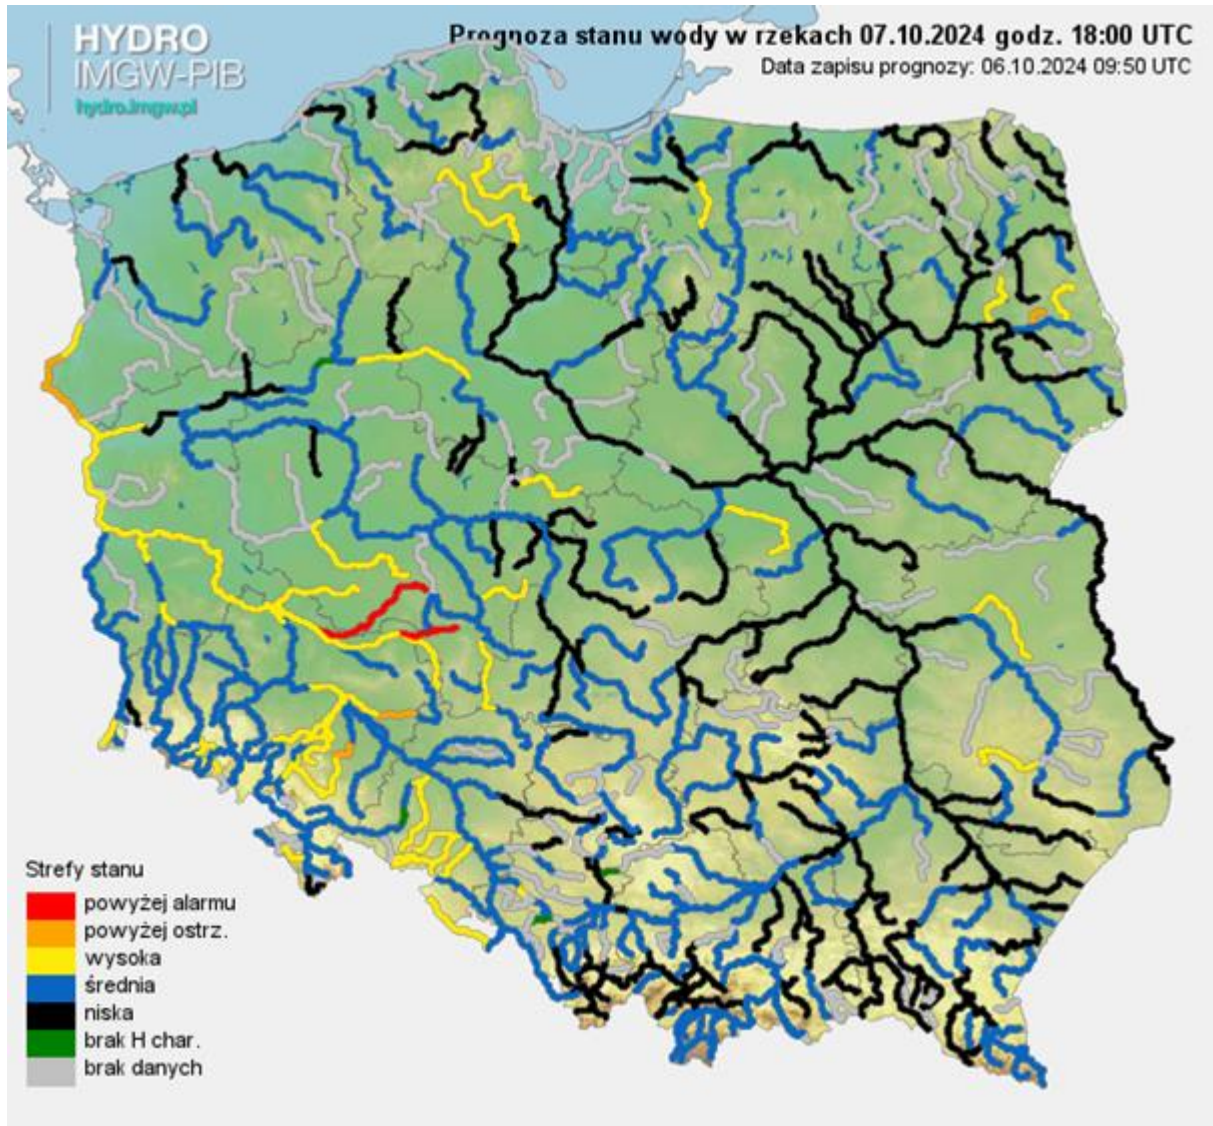 HYDRO
IMGW-PIB
hydro.imgw.pl
Prognoza stanu wody w rzekach 07.10.2024 godz. 18:00 UTC
Data zapisu prognozy: 06.10.2024 09:50 UTC
Strefy stanu
powyżej alarmu
powyżej ostrz.
wysoka
średnia
niska
brak H char.
brak danych